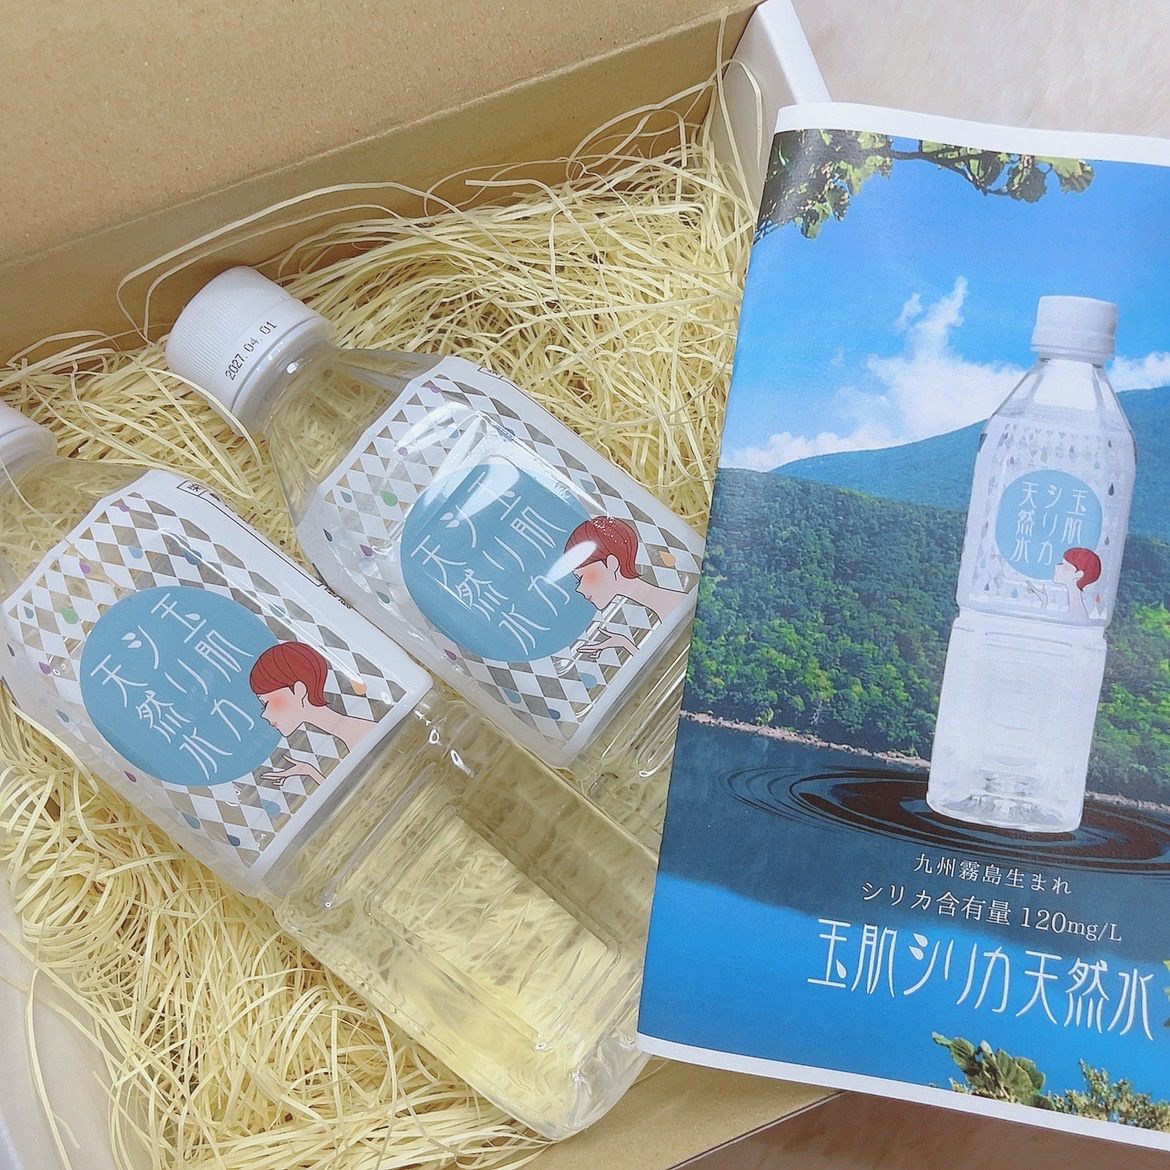 2027. 04. 01
玉肌
シリカ
天然水
玉肌
シリカ
天然水
玉肌
シリカ
天然水
九州霧島生まれ
シリカ含有量 120mg/L
玉肌シリカ天然水